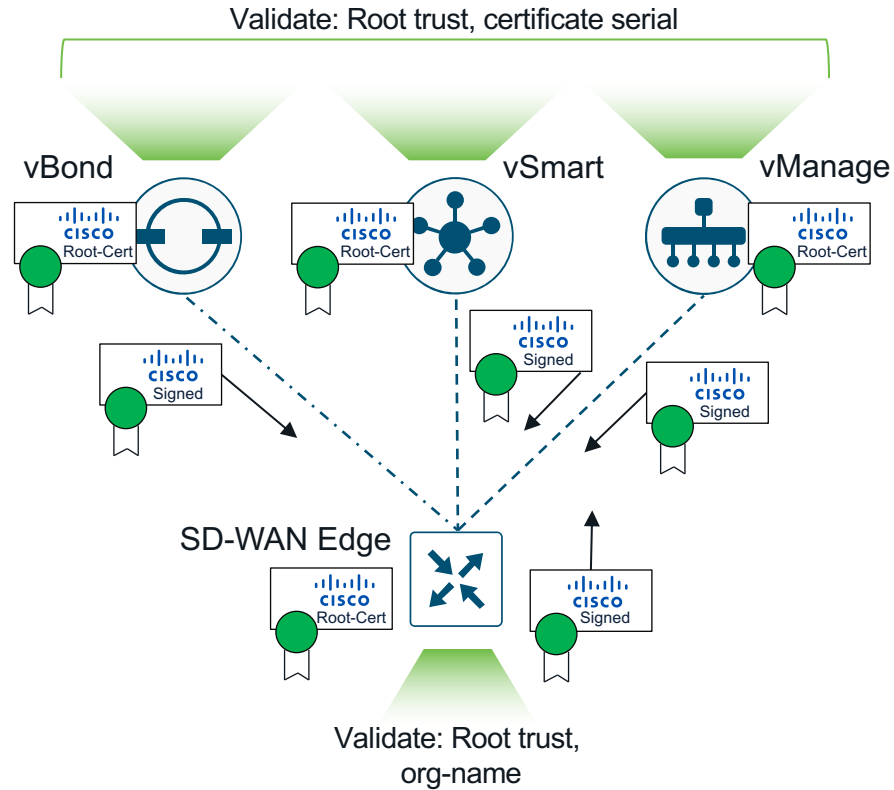 Validate: Root trust, certificate serial
vBond
vSmart
vManage
CISCO
Root-Cert
CISCO
Root-Cert
CISCO
Root-Cert
CISCO
Signed
CISCO
Signed
CISCO
Signed
SD-WAN Edge
CISCO
Root-Cert
CISCO
Signed
Validate: Root trust,
org-name